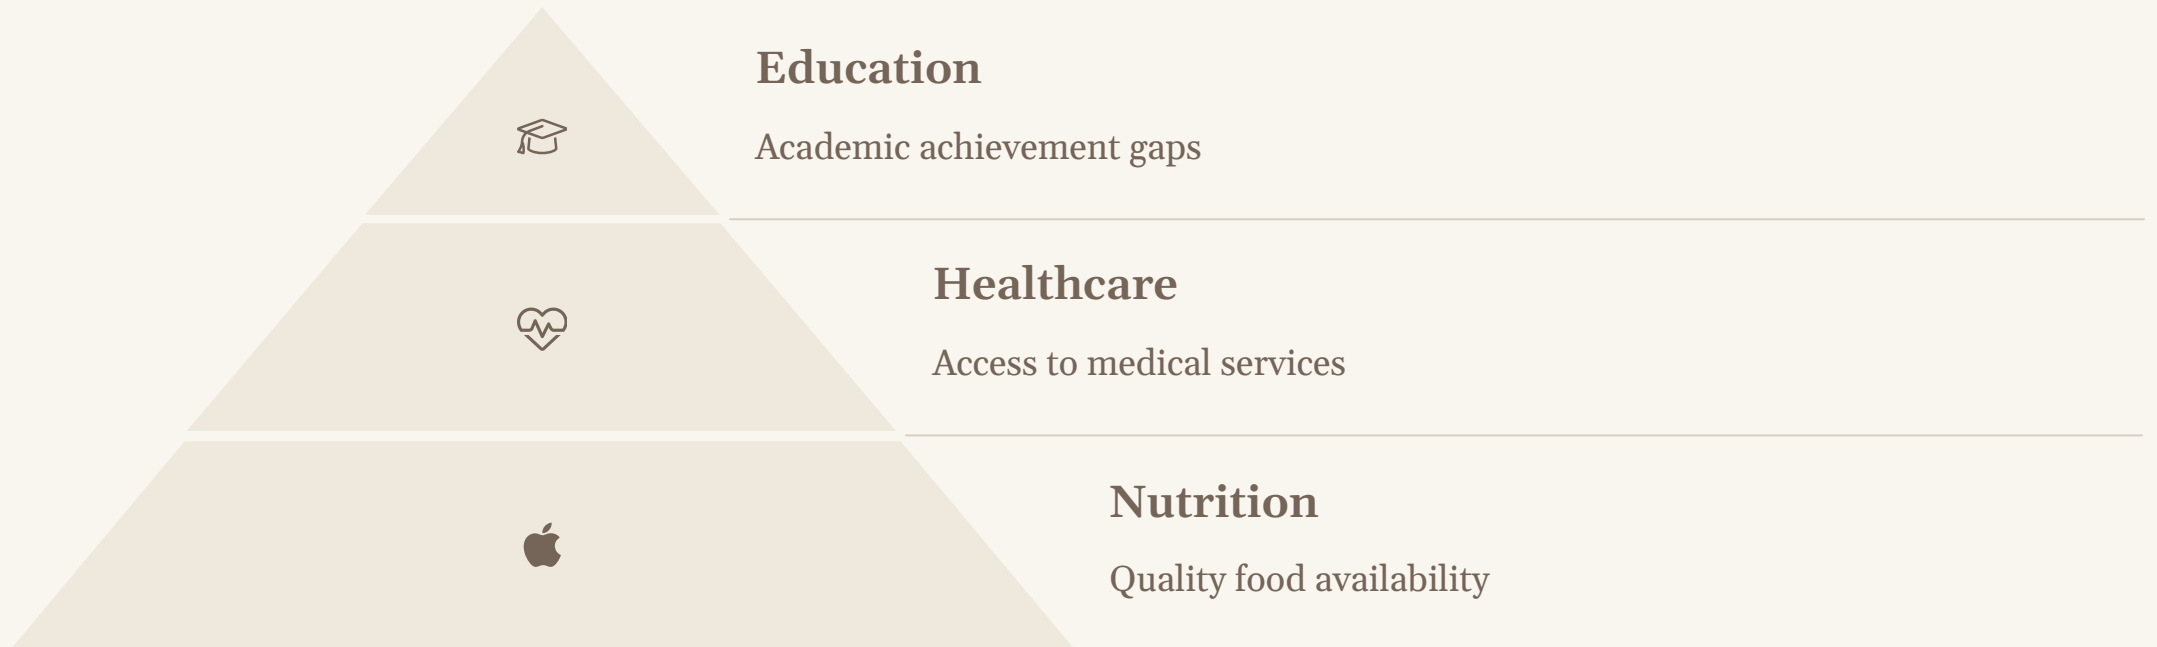 Education
Academic achievement gaps
Healthcare
Access to medical services
Nutrition
Quality food availability